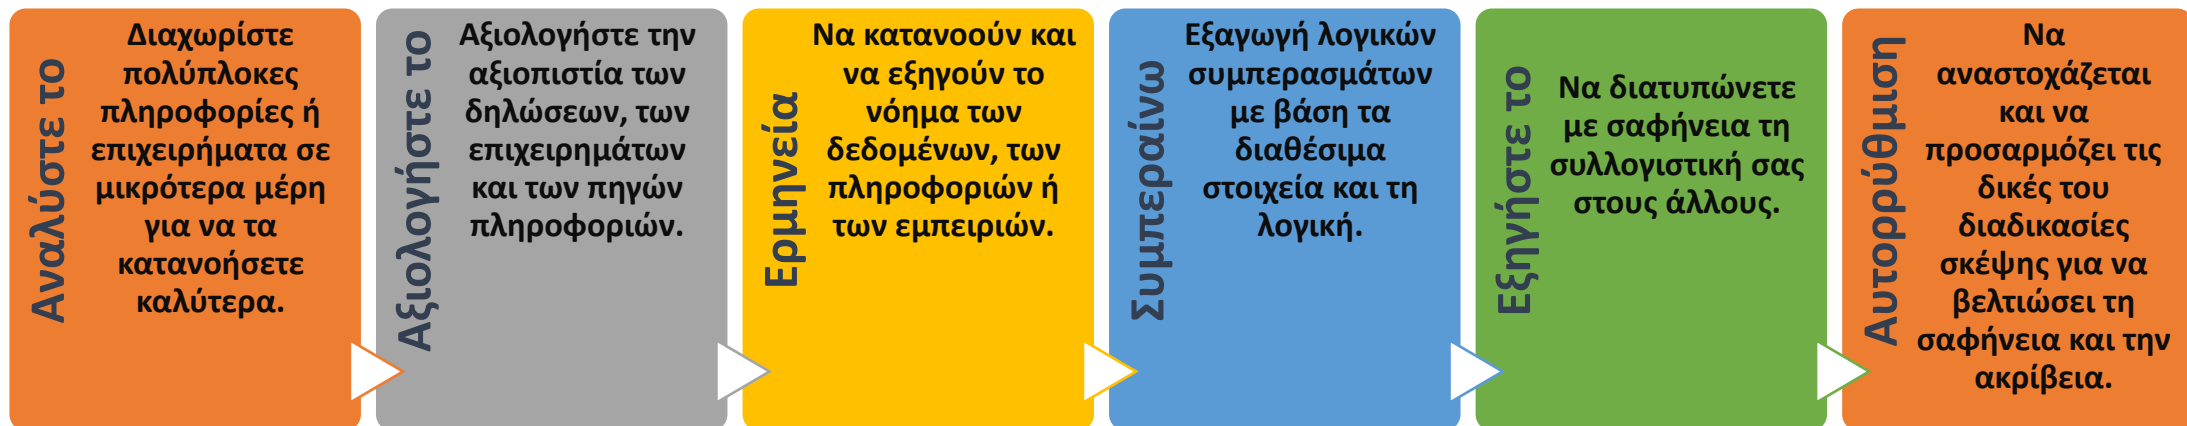 Αναλύστε το
Διαχωρίστε
πολύπλοκες
πληροφορίες ή
επιχειρήματα σε
μικρότερα μέρη
για να τα
κατανοήσετε
καλύτερα.
Αξιολογήστε το
Αξιολογήστε την
αξιοπιστία των
δηλώσεων, των
επιχειρημάτων
και των πηγών
πληροφοριών.
Ερμηνεία
Να κατανοούν και
να εξηγούν το
νόημα των
δεδομένων, των
πληροφοριών ή
των εμπειριών.
Συμπεραίνω
Εξαγωγή λογικών
συμπερασμάτων
με βάση τα
διαθέσιμα
στοιχεία και τη
λογική.
Εξηγήστε το
Να διατυπώνετε
με σαφήνεια τη
συλλογιστική σας
στους άλλους.
Αυτορρύθμιση
Να
αναστοχάζεται
και να
προσαρμόζει τις
δικές του
διαδικασίες
σκέψης για να
βελτιώσει τη
σαφήνεια και την
ακρίβεια.